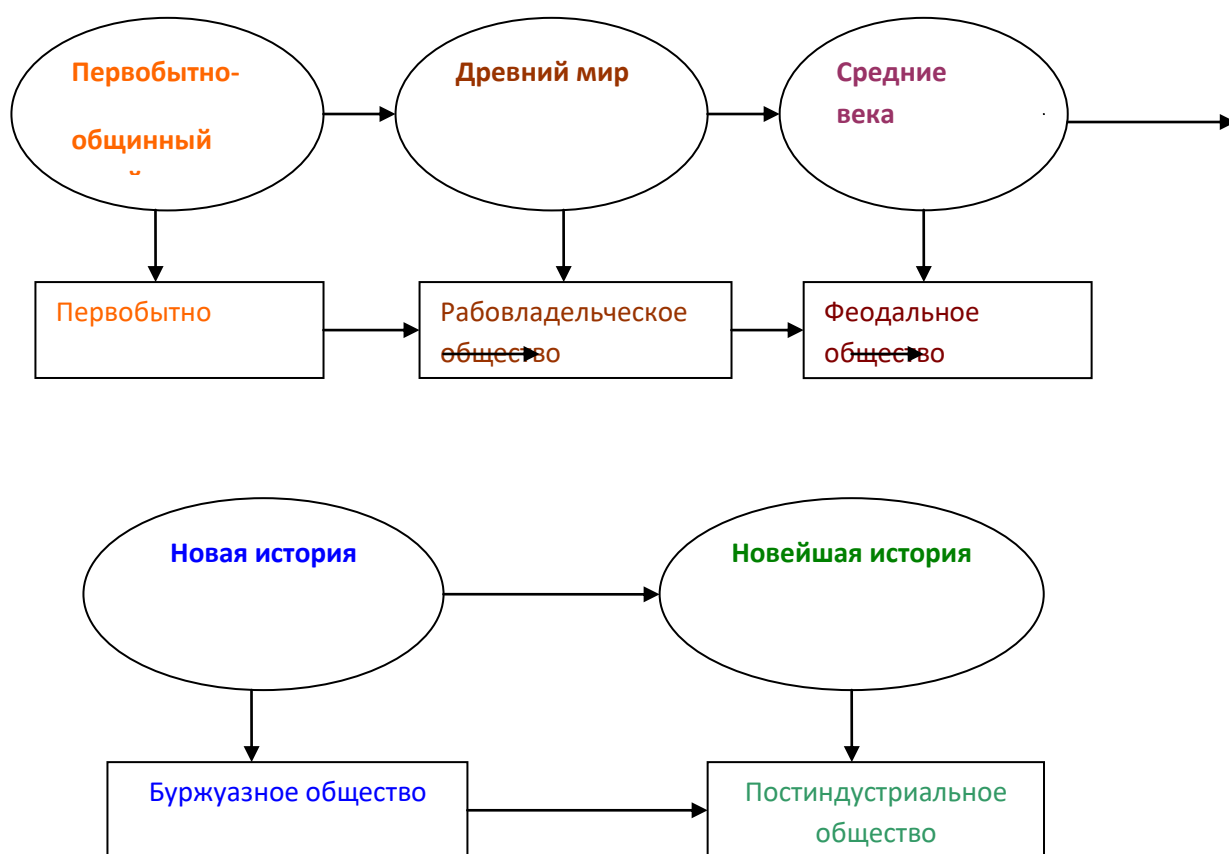 Первобытно-
общинный
Древний мир
Средние
века
Первобытно
Рабовладельческое
общество
Феодальное
общество
Новая история
Новейшая история
Буржуазное общество
Постиндустриальное
общество